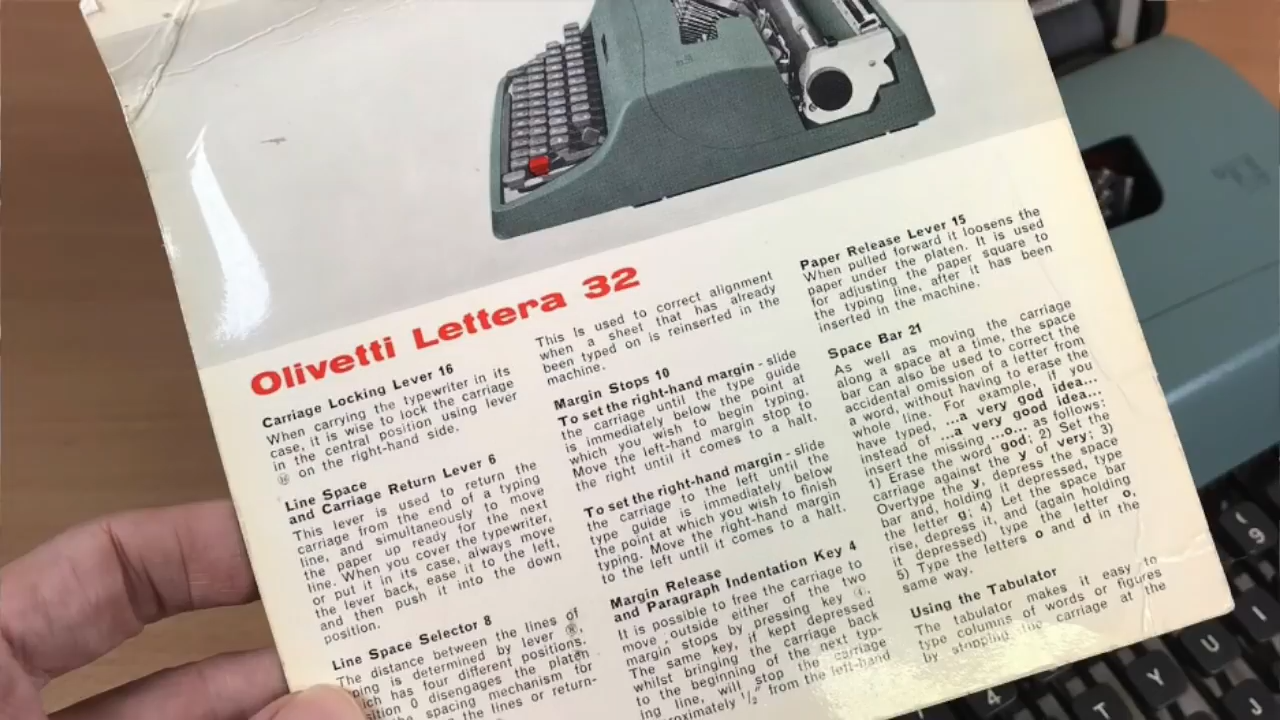 Olivetti Lettera 32
Carriage Locking Lever 16
When carrying the typewriter in its
case, it is wise to lock the carriage
in the central position using lever
⑯ on the right-hand side.
Line Space
and Carriage Return Lever 6
This lever is used to return the
carriage from the end of a typing
line, and simultaneously to move
the paper up ready for the next
line. When you cover the typewriter,
or put it in its case, always move
the lever back, ease it to the left,
and then push it into the down
position.
Line Space Selector 8
The distance between the lines of
ping is determined by lever ⑧,
ich has four different positions.
sition 0 disengages the platen
spacing mechanism for
the lines or return-
This is used to correct alignment
when a sheet that has already
been typed on is reinserted in the
machine.
Margin Stops 10
To set the right-hand margin - slide
the carriage until the type guide
is immediately below the point at
which you wish to begin typing.
Move the left-hand margin stop to
the right until it comes to a halt.
To set the right-hand margin - slide
the carriage to the left until the
type guide is immediately below
the point at which you wish to finish
typing. Move the right-hand margin
to the left until it comes to a halt.
Margin Release
and Paragraph Indentation Key 4
It is possible to free the carriage to
move outside either of the two
margin stops by pressing key ④.
The same key, if kept depressed
whilst bringing the carriage back
to the beginning of the next typ-
ing line, will stop the carriage
proximately ½" from the left-hand
Paper Release Lever 15
When pulled forward it loosens the
paper under the platen. It is used
for adjusting the paper square to
the typing line, after it has been
inserted in the machine.
Space Bar 21
As well as moving the carriage
along a space at a time, the space
bar can also be used to correct the
accidental omission of a letter from
a word, without having to erase the
whole line. For example, if you
have typed, ...a very god idea...
instead of ...a very good idea...
insert the missing ...o... as follows:
1) Erase the word god; 2) Set the
carriage against the y of very; 3)
Overtype the y, depress the space
bar and, holding it depressed, type
the letter g; 4) Let the space bar
rise, depress it, and (again holding
it depressed) type the letter o,
5) Type the letters o and d in the
same way.
Using the Tabulator
The tabulator makes it easy to
type columns of words or figures
by stopping the carriage at the
9
4
T
Y
U
I
J